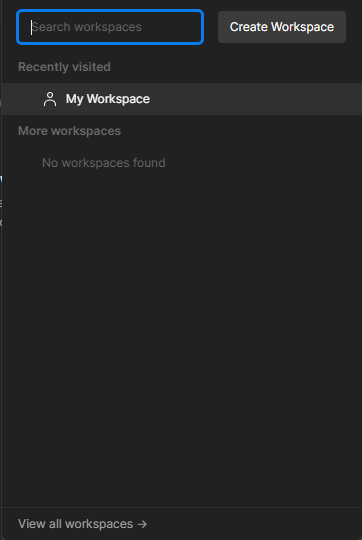 Search workspaces
Create Workspace
Recently visited
My Workspace
More workspaces
No workspaces found
View all workspaces →